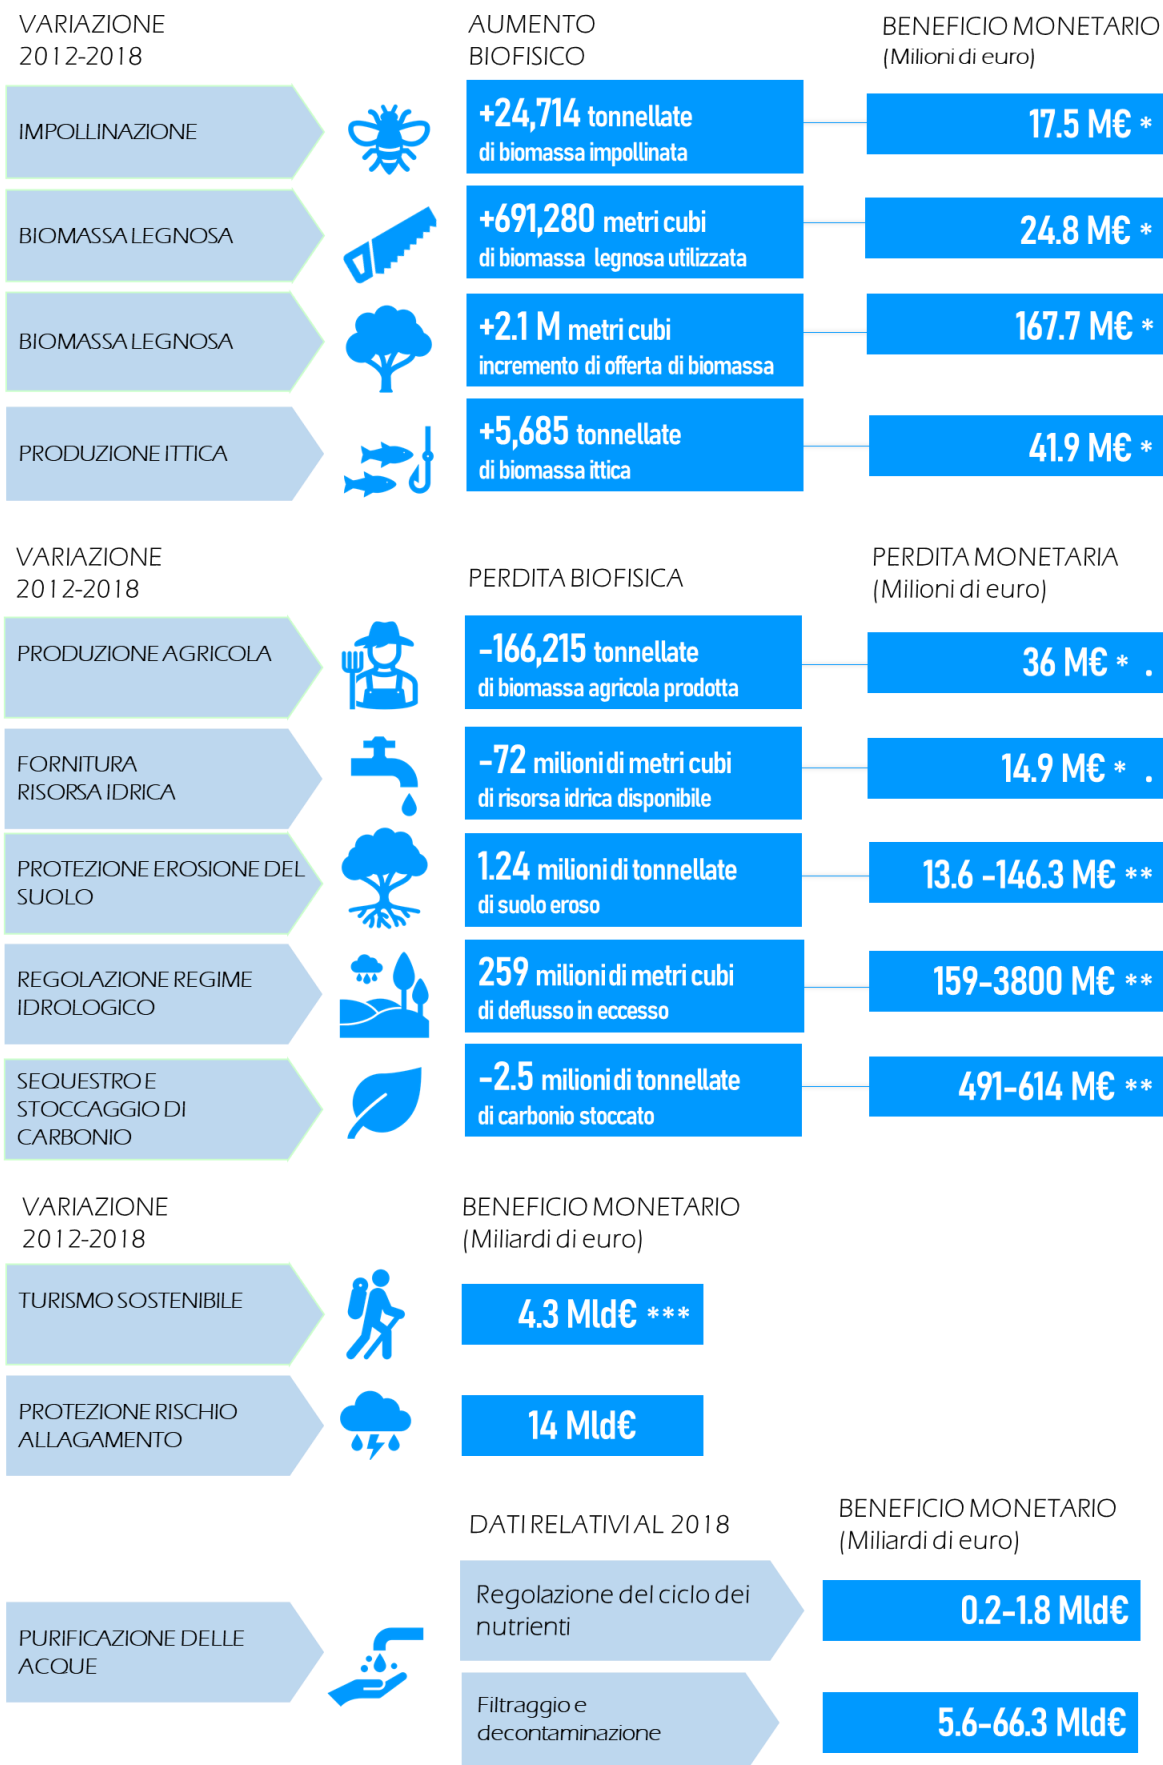 VARIAZIONE
2012-2018
AUMENTO
BIOFISICO
BENEFICIO MONETARIO
(Milioni di euro)
IMPOLLINAZIONE
+24,714 tonnellate
di biomassa impollinata
17.5 M€ *
BIOMASSA LEGNOSA
+691,280 metri cubi
di biomassa legnosa utilizzata
24.8 M€ *
BIOMASSA LEGNOSA
+2.1 M metri cubi
incremento di offerta di biomassa
167.7 M€ *
PRODUZIONE ITTICA
+5,685 tonnellate
di biomassa ittica
41.9 M€ *
VARIAZIONE
2012-2018
PERDITA BIOFISICA
PERDITA MONETARIA
(Milioni di euro)
PRODUZIONE AGRICOLA
-166,215 tonnellate
di biomassa agricola prodotta
36 M€ * .
FORNITURA
RISORSA IDRICA
-72 milioni di metri cubi
di risorsa idrica disponibile
14.9 M€ * .
PROTEZIONE EROSIONE DEL
SUOLO
1.24 milioni di tonnellate
di suolo eroso
13.6 -146.3 M€ **
REGOLAZIONE REGIME
IDROLOGICO
259 milioni di metri cubi
di deflusso in eccesso
159-3800 M€ **
SEQUESTRO E
STOCCAGGIO DI
CARBONIO
-2.5 milioni di tonnellate
di carbonio stoccato
491-614 M€ **
VARIAZIONE
2012-2018
BENEFICIO MONETARIO
(Miliardi di euro)
TURISMO SOSTENIBILE
4.3 Mld€ ***
PROTEZIONE RISCHIO
ALLAGAMENTO
14 Mld€
DATI RELATIVI AL 2018
BENEFICIO MONETARIO
(Miliardi di euro)
PURIFICAZIONE DELLE
ACQUE
Regolazione del ciclo dei
nutrienti
0.2-1.8 Mld€
Filtraggio e
decontaminazione
5.6-66.3 Mld€